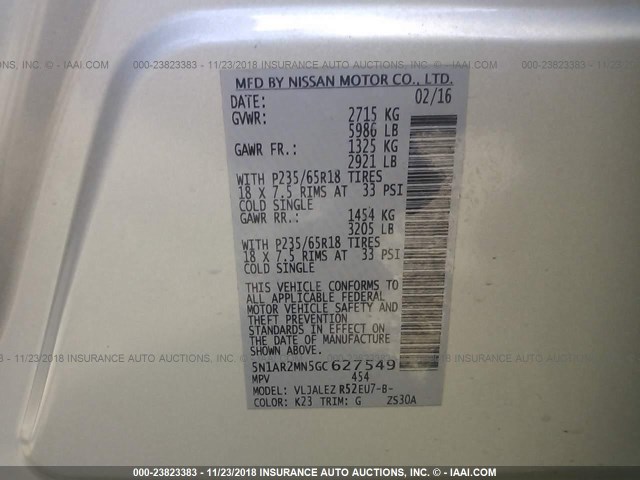 000-23823383 - 11/23/2018 INSURANCE AUTO AUCTIONS, INC. - © - IAAI.COM
MFD BY NISSAN MOTOR CO., LTD.
DATE: 02/16
GVWR: 2715 KG
5986 LB
GAWR FR.: 1325 KG
2921 LB
WITH P235/65R18 TIRES
18 X 7.5 RIMS AT 33 PSI
COLD SINGLE
GAWR RR.: 1454 KG
3205 LB
WITH P235/65R18 TIRES
18 X 7.5 RIMS AT 33 PSI
COLD SINGLE
THIS VEHICLE CONFORMS TO
ALL APPLICABLE FEDERAL
MOTOR VEHICLE SAFETY AND
THEFT PREVENTION
STANDARDS IN EFFECT ON
THE DATE OF MANUFACTURE
SHOWN ABOVE.
5N1AR2MN5GC627549
MPV 454
MODEL: VLJALEZ R52EU7-B-
COLOR: K23 TRIM: G ZS30A
000-23823383 - 11/23/2018 INSURANCE AUTO AUCTIONS, INC. - © - IAAI.COM